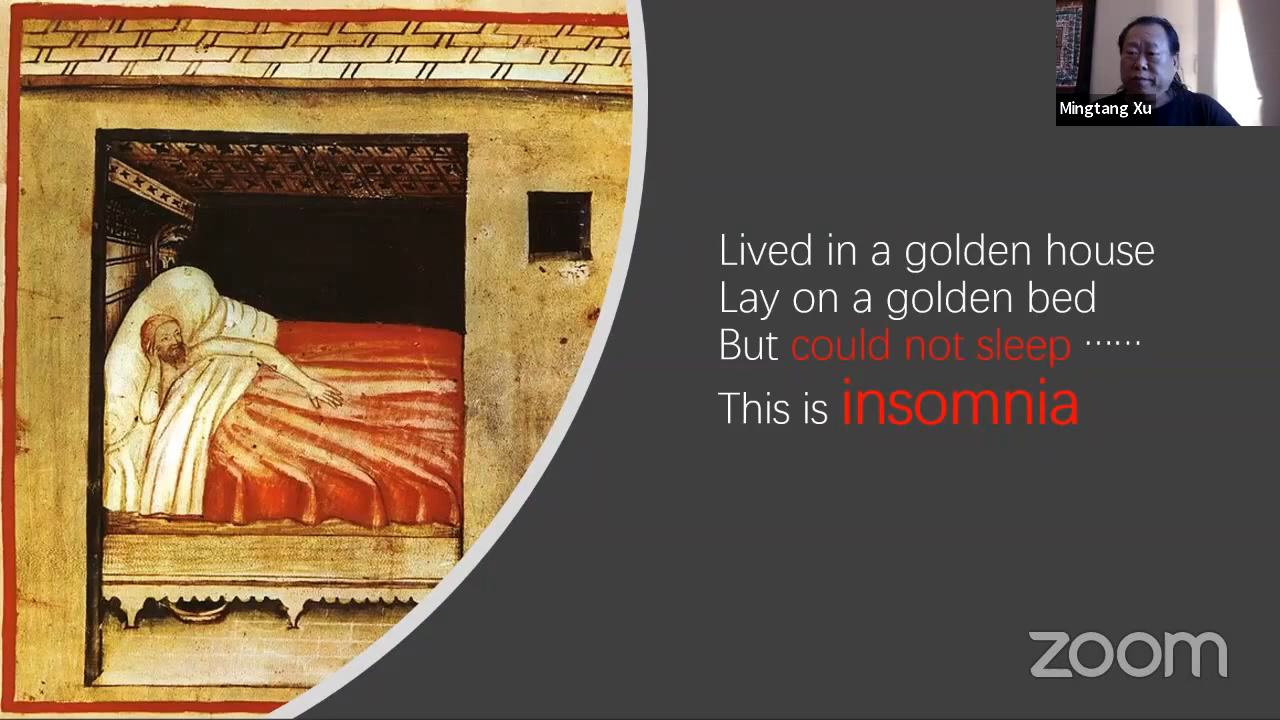 Mingtang Xu
Lived in a golden house
Lay on a golden bed
But could not sleep ······
This is insomnia
zoom